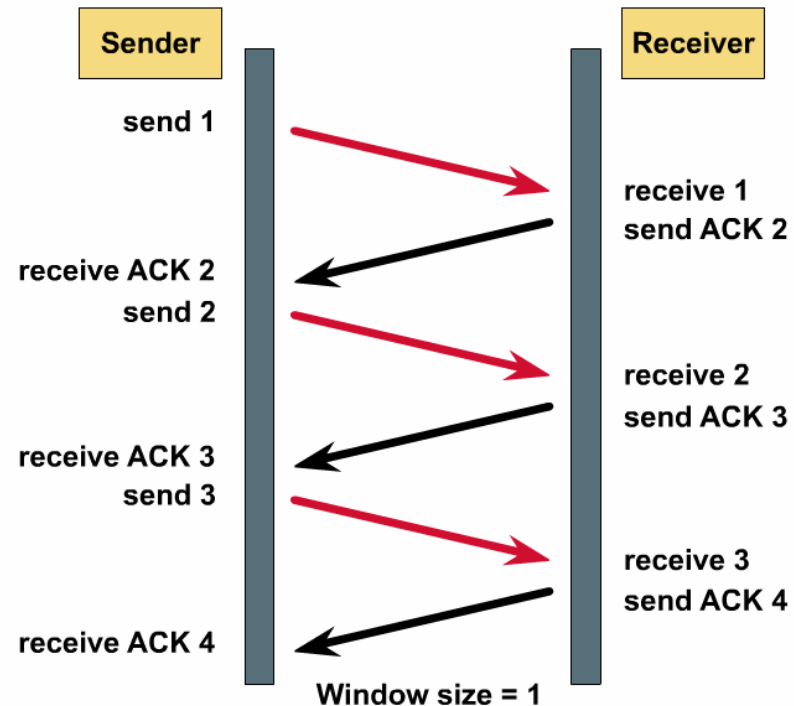 Sender
Receiver
send 1
receive 1
send ACK 2
receive ACK 2
send 2
receive 2
send ACK 3
receive ACK 3
send 3
receive 3
send ACK 4
receive ACK 4
Window size = 1